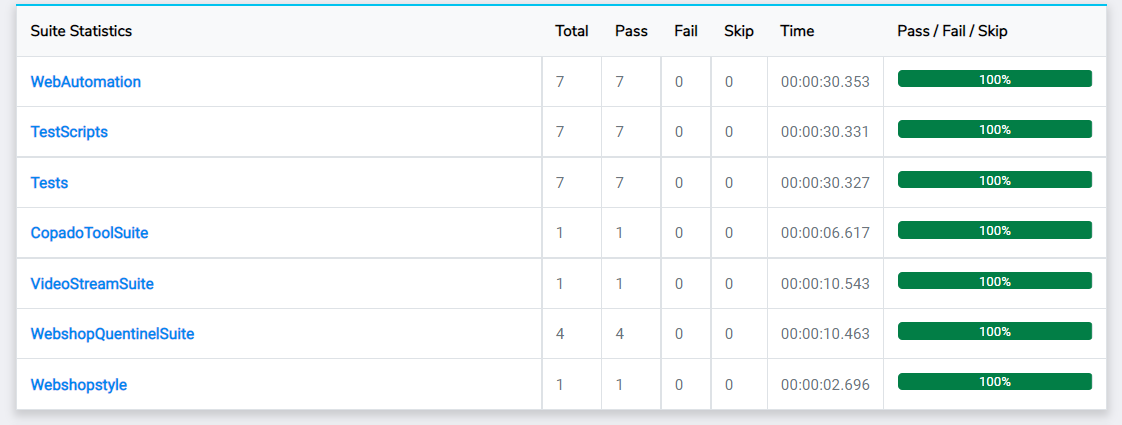 Suite Statistics Total Pass Fail Skip Time Pass / Fail / Skip
WebAutomation 7 7 0 0 00:00:30.353 100%
TestScripts 7 7 0 0 00:00:30.331 100%
Tests 7 7 0 0 00:00:30.327 100%
CopadoToolSuite 1 1 0 0 00:00:06.617 100%
VideoStreamSuite 1 1 0 0 00:00:10.543 100%
WebshopQuentinelSuite 4 4 0 0 00:00:10.463 100%
Webshopstyle 1 1 0 0 00:00:02.696 100%